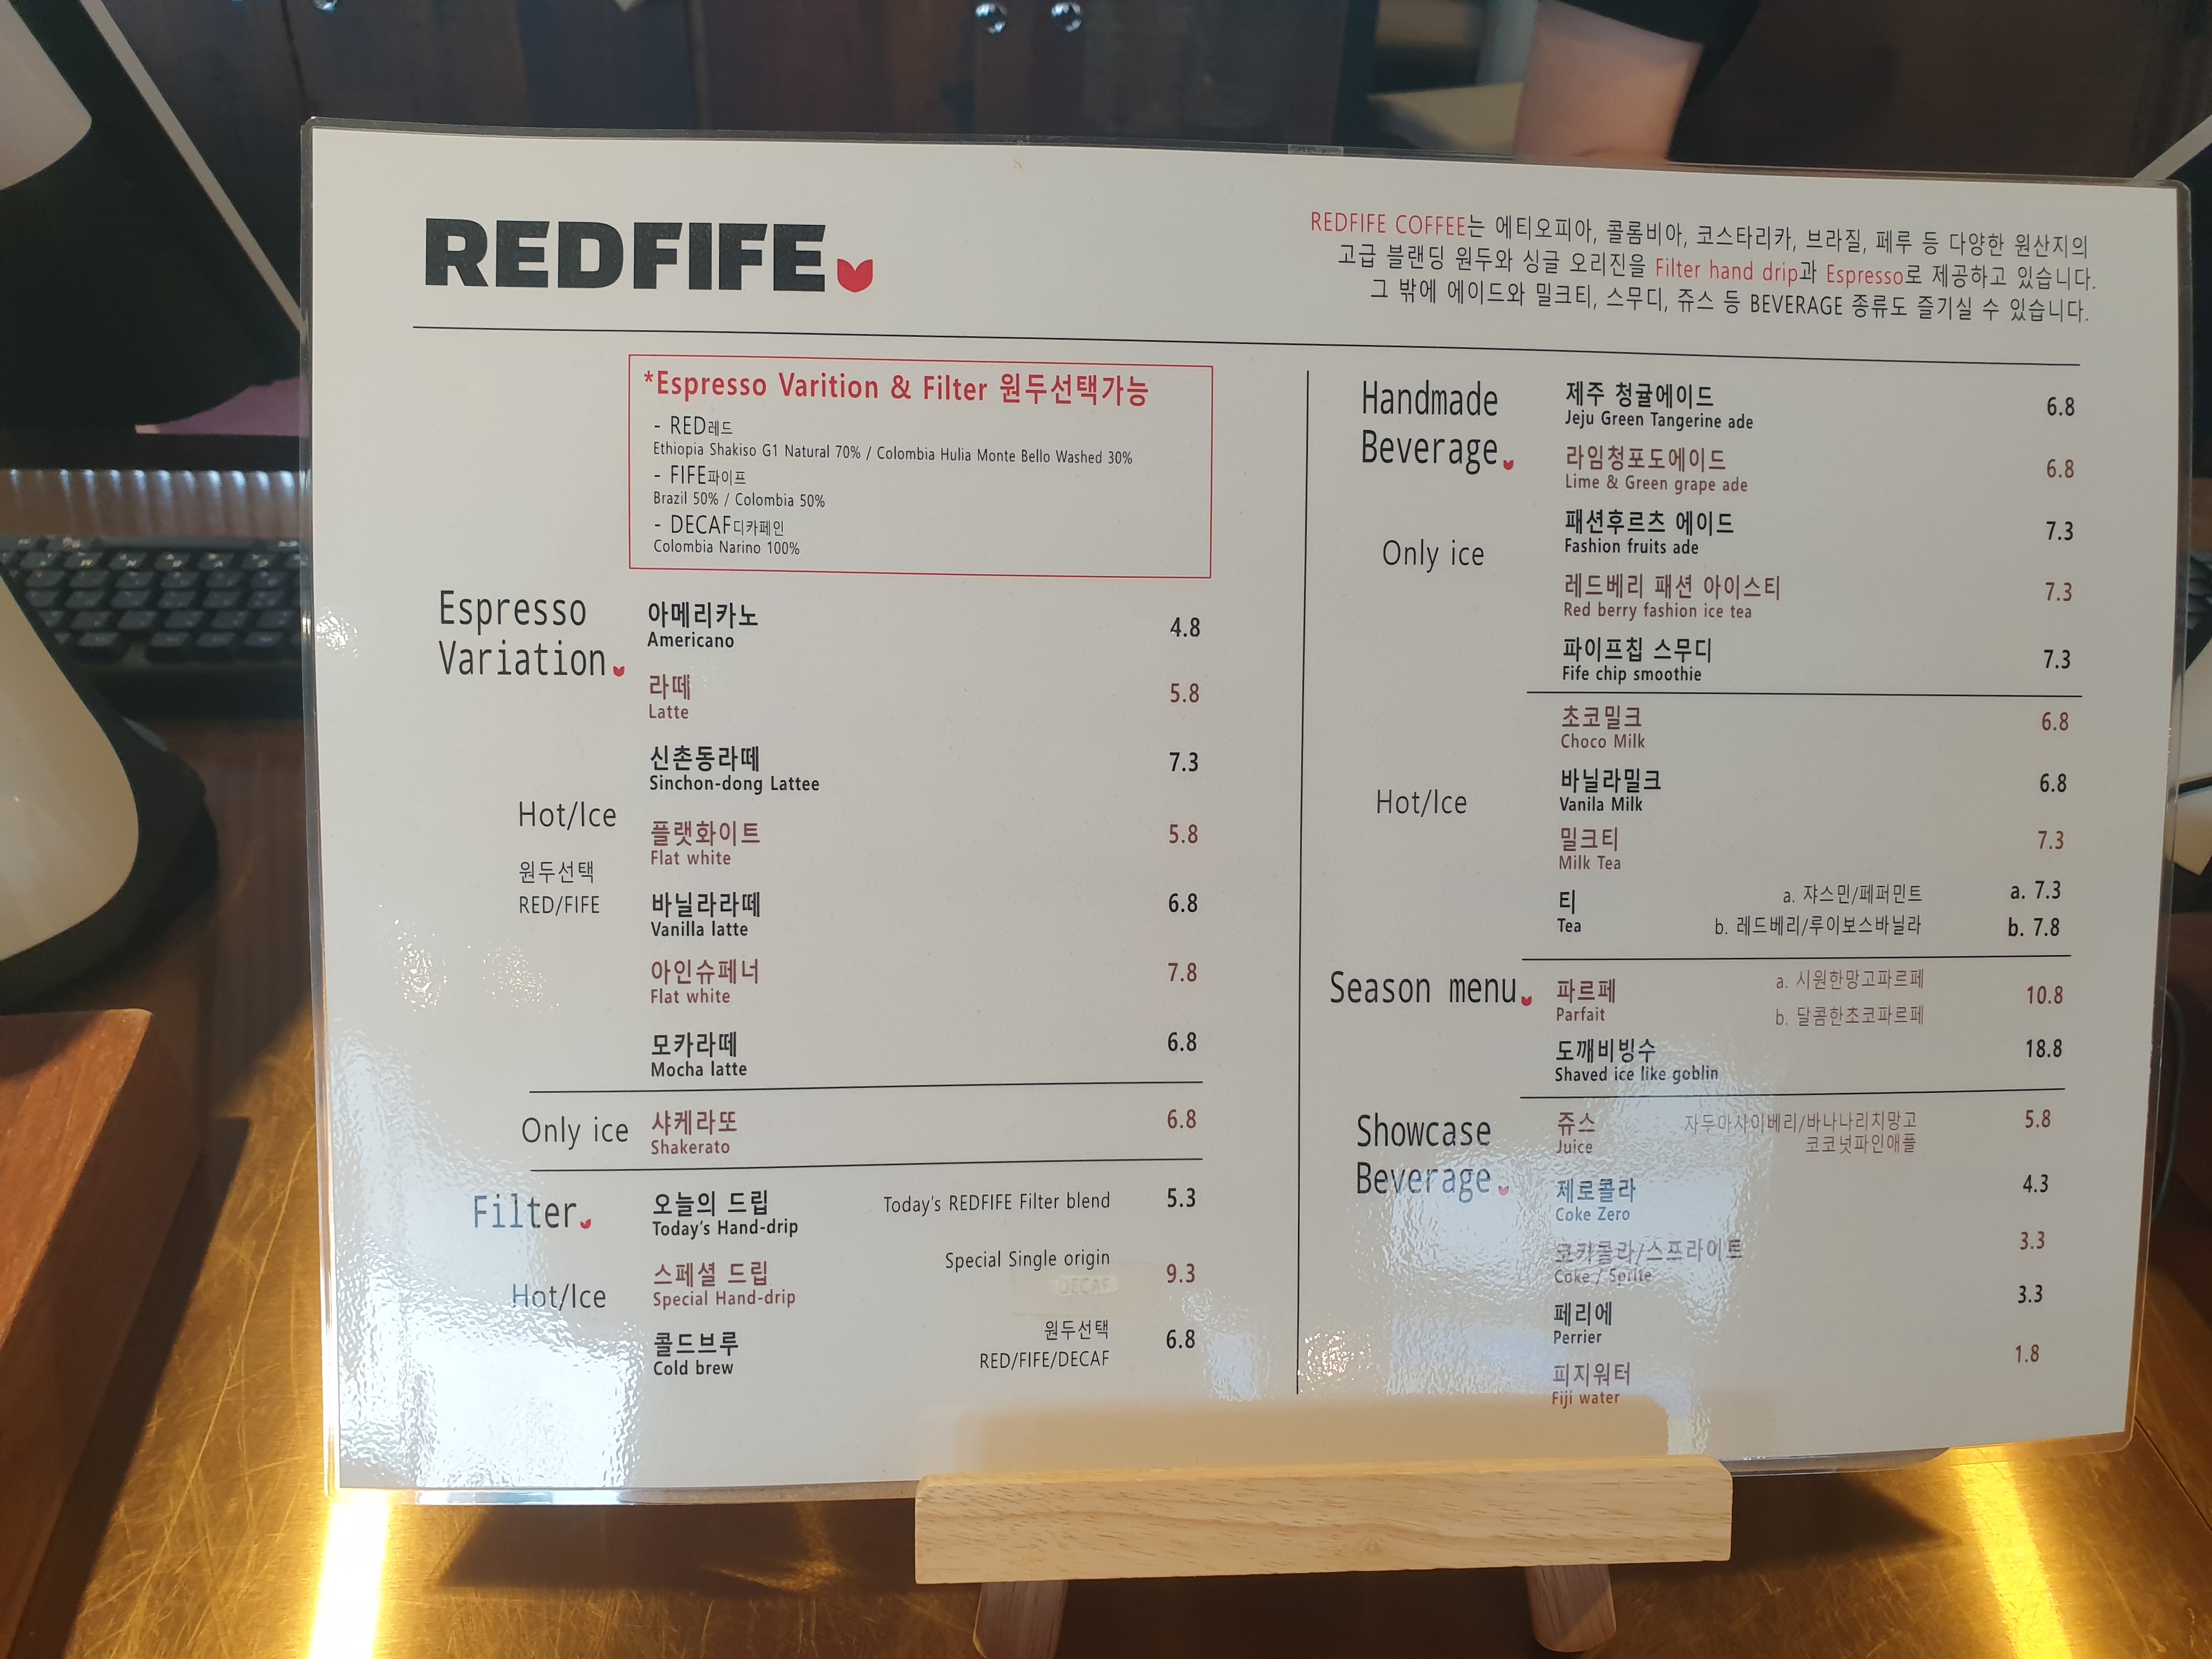 REDFIFE
REDFIFE COFFEE는 에티오피아, 콜롬비아, 코스타리카, 브라질, 페루 등 다양한 원산지의
고급 블랜딩 원두와 싱글 오리진을 Filter hand drip과 Espresso로 제공하고 있습니다.
그 밖에 에이드와 밀크티, 스무디, 쥬스 등 BEVERAGE 종류도 즐기실 수 있습니다.
*Espresso Varition & Filter 원두선택가능
- RED레드
Ethiopia Shakiso G1 Natural 70% / Colombia Hulia Monte Bello Washed 30%
- FIFE파이프
Brazil 50% / Colombia 50%
- DECAF디카페인
Colombia Narino 100%
Espresso
Variation
Hot/Ice
원두선택
RED/FIFE
아메리카노 4.8
Americano
라떼 5.8
Latte
신촌동라떼 7.3
Sinchon-dong Lattee
플랫화이트 5.8
Flat white
바닐라라떼 6.8
Vanilla latte
아인슈페너 7.8
Flat white
모카라떼 6.8
Mocha latte
Only ice
샤케라또 6.8
Shakerato
Filter
Hot/Ice
오늘의 드립 Today's REDFIFE Filter blend 5.3
Today's Hand-drip
스페셜 드립 Special Single origin 9.3
Special Hand-drip
DECAF
콜드브루 원두선택 6.8
Cold brew RED/FIFE/DECAF
Handmade
Beverage
Only ice
제주 청귤에이드 6.8
Jeju Green Tangerine ade
라임청포도에이드 6.8
Lime & Green grape ade
패션후르츠 에이드 7.3
Fashion fruits ade
레드베리 패션 아이스티 7.3
Red berry fashion ice tea
파이프칩 스무디 7.3
Fife chip smoothie
Hot/Ice
초코밀크 6.8
Choco Milk
바닐라밀크 6.8
Vanila Milk
밀크티 7.3
Milk Tea
티 a. 쟈스민/페퍼민트 a. 7.3
Tea b. 레드베리/루이보스바닐라 b. 7.8
Season menu
파르페 a. 시원한망고파르페 10.8
Parfait b. 달콤한초코파르페
도깨비빙수 18.8
Shaved ice like goblin
Showcase
Beverage
쥬스 자두아사이베리/바나나리치망고 5.8
Juice 코코넛파인애플
제로콜라 4.3
Coke Zero
코카콜라/스프라이트 3.3
Coke / Sprite
페리에 3.3
Perrier
피지워터 1.8
Fiji water